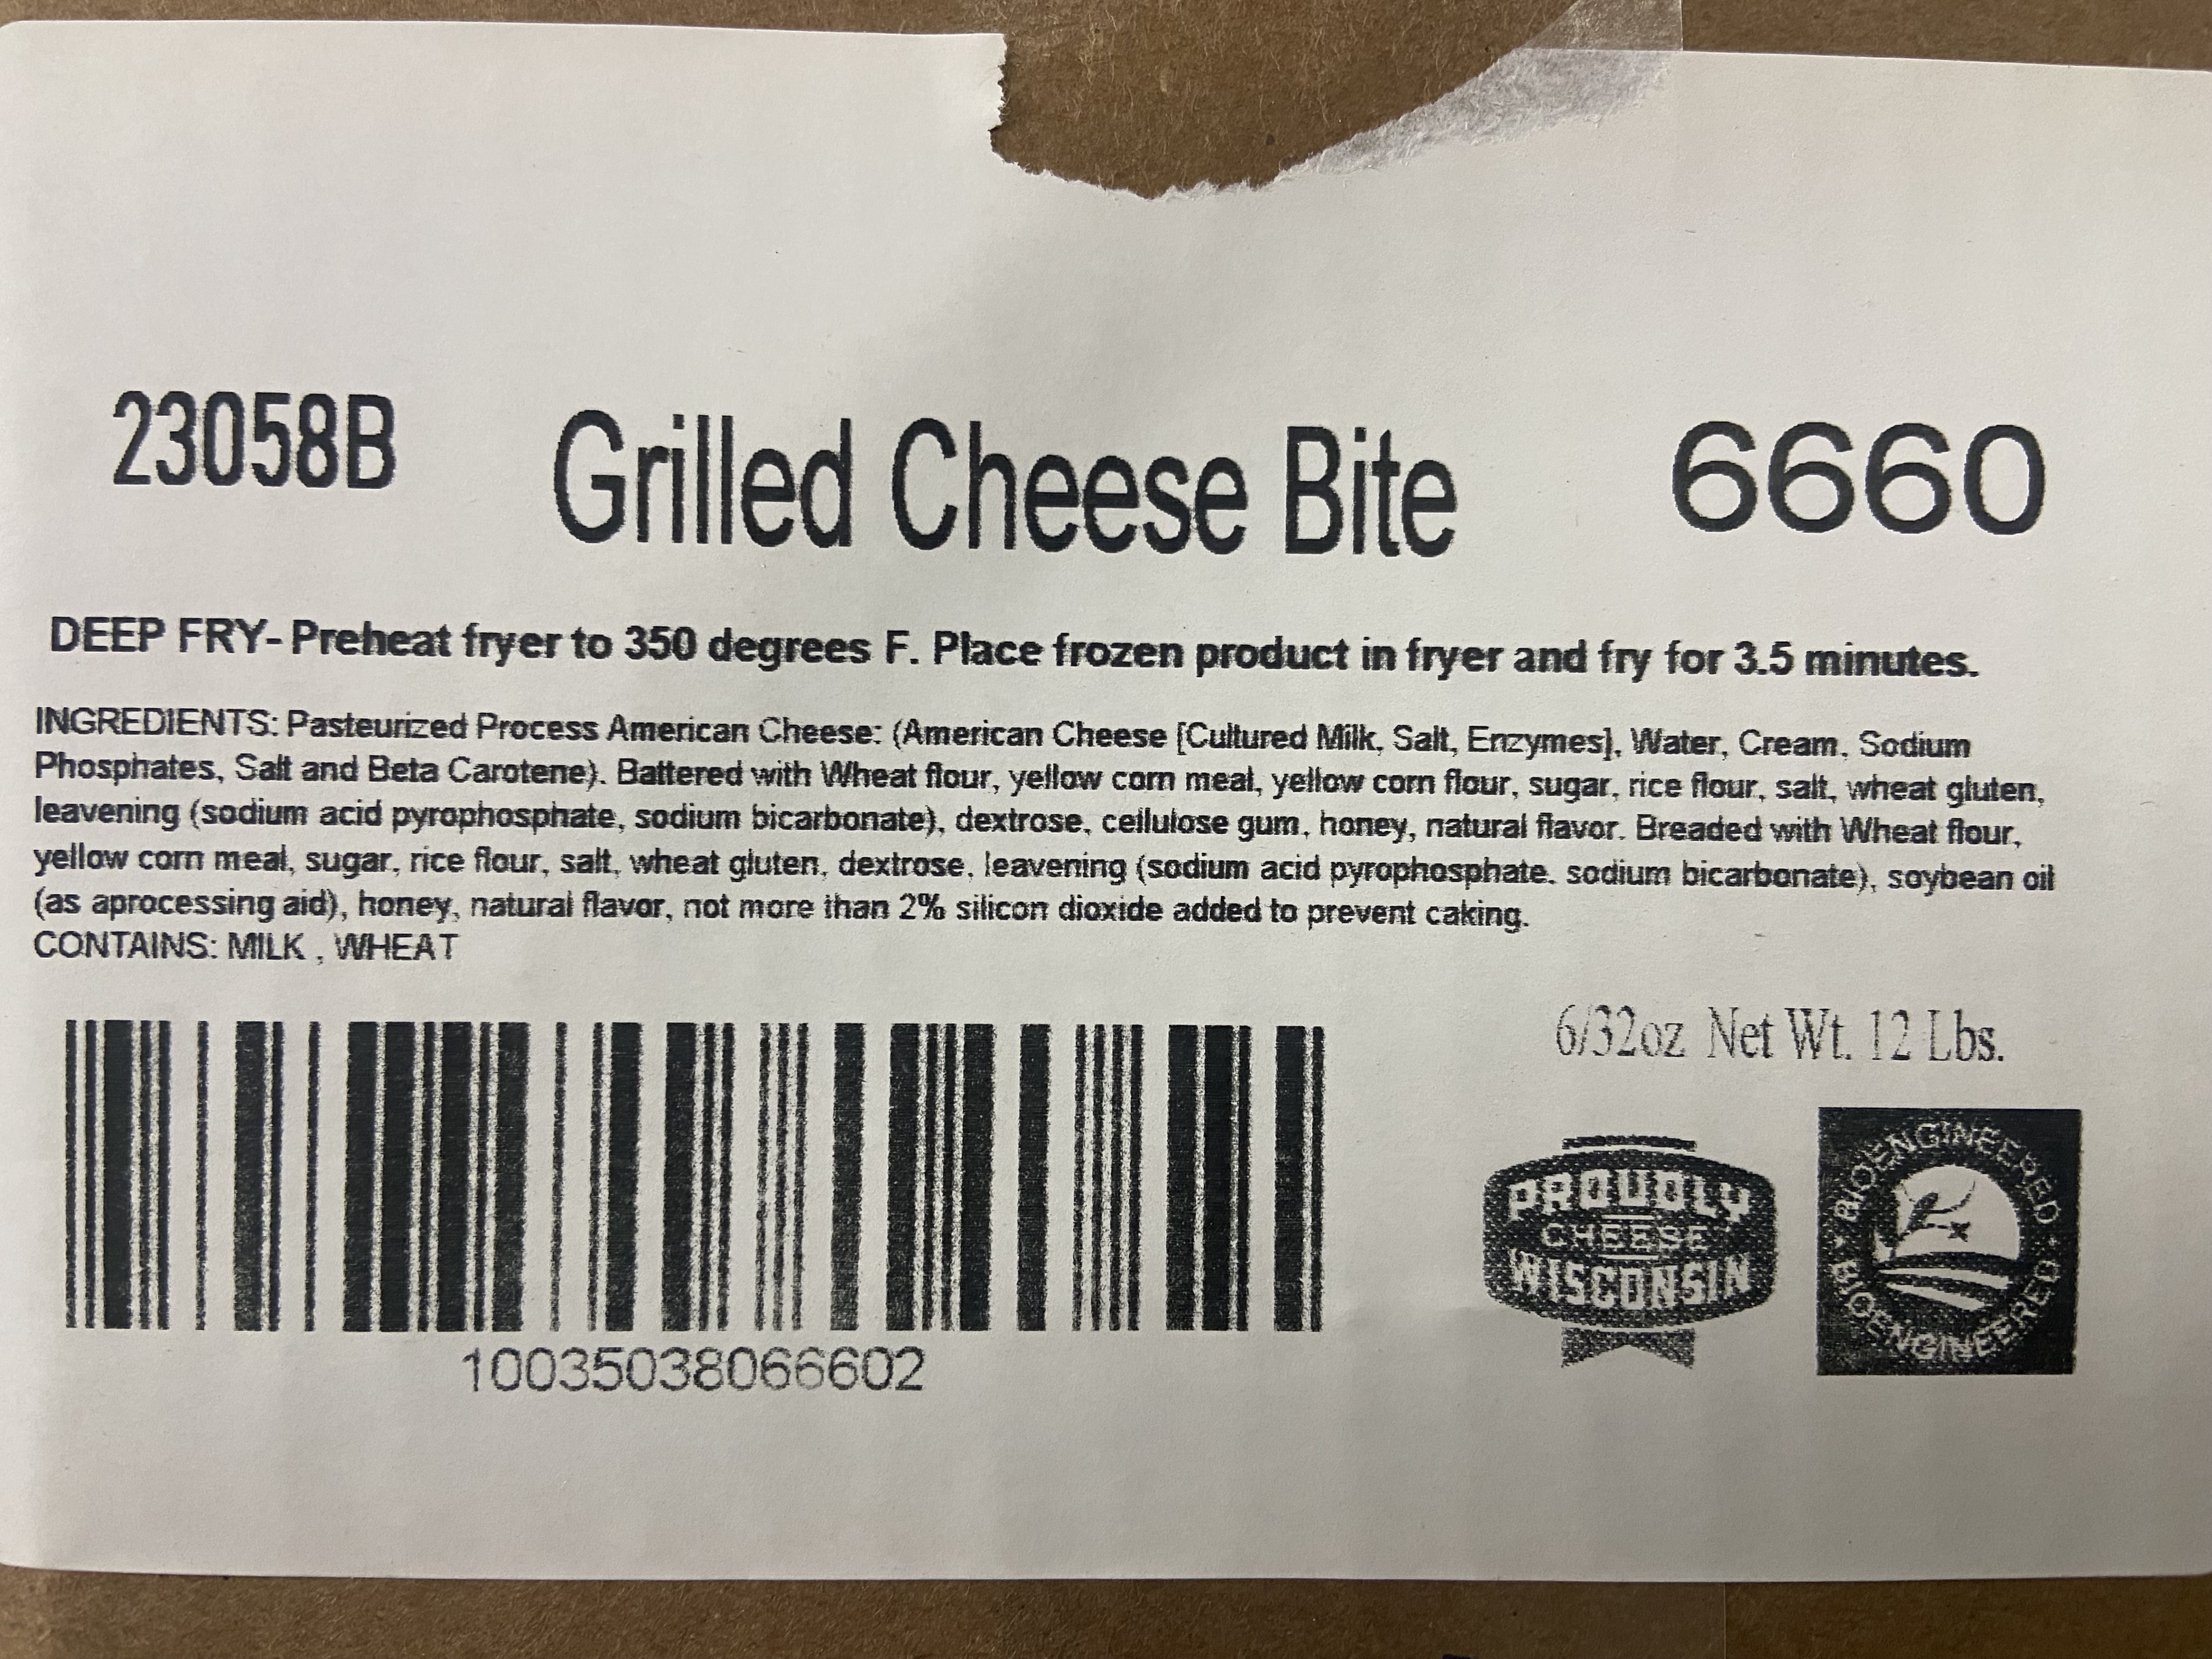 23058B Grilled Cheese Bite 6660
DEEP FRY- Preheat fryer to 350 degrees F. Place frozen product in fryer and fry for 3.5 minutes.
INGREDIENTS: Pasteurized Process American Cheese: (American Cheese [Cultured Milk, Salt, Enzymes], Water, Cream, Sodium
Phosphates, Salt and Beta Carotene). Battered with Wheat flour, yellow corn meal, yellow corn flour, sugar, rice flour, salt, wheat gluten,
leavening (sodium acid pyrophosphate, sodium bicarbonate), dextrose, cellulose gum, honey, natural flavor. Breaded with Wheat flour,
yellow corn meal, sugar, rice flour, salt, wheat gluten, dextrose, leavening (sodium acid pyrophosphate. sodium bicarbonate), soybean oil
(as aprocessing aid), honey, natural flavor, not more than 2% silicon dioxide added to prevent caking.
CONTAINS: MILK , WHEAT
6/32oz Net Wt. 12 Lbs.
PROUDLY
CHEESE
WISCONSIN
BIOENGINEERED
BIOENGINEERED
10035038066602